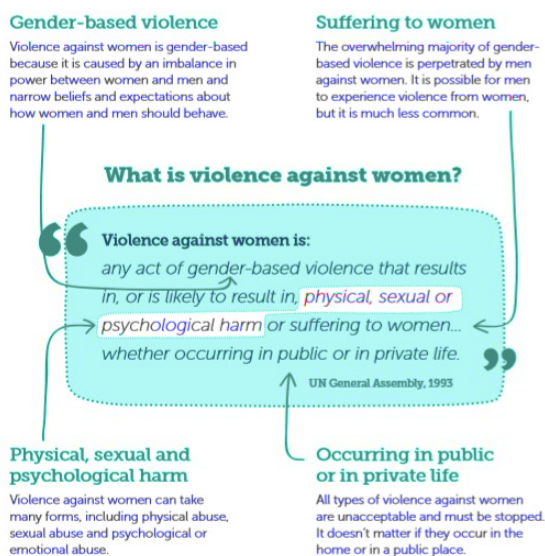 Gender-based violence
Violence against women is gender-based
because it is caused by an imbalance in
power between women and men and
narrow beliefs and expectations about
how women and men should behave.
Suffering to women
The overwhelming majority of gender-
based violence is perpetrated by men
against women. It is possible for men
to experience violence from women,
but it is much less common.
What is violence against women?
“
Violence against women is:
any act of gender-based violence that results
in, or is likely to result in, physical, sexual or
psychological harm or suffering to women...
whether occurring in public or in private life.
”
UN General Assembly, 1993
Physical, sexual and
psychological harm
Violence against women can take
many forms, including physical abuse,
sexual abuse and psychological or
emotional abuse.
Occurring in public
or in private life
All types of violence against women
are unacceptable and must be stopped.
It doesn’t matter if they occur in the
home or in a public place.